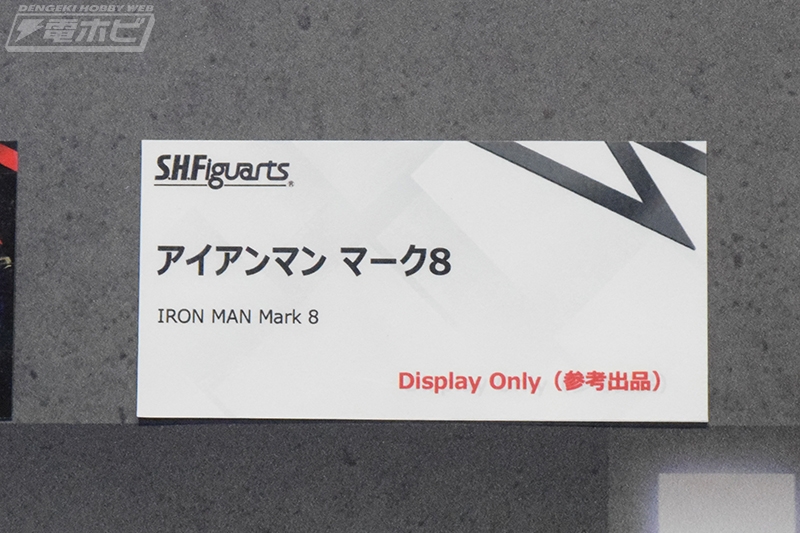 DENGEKI HOBBY WEB
電ホビ
S.H.Figuarts®
アイアンマン マーク8
IRON MAN Mark 8
Display Only（参考出品）